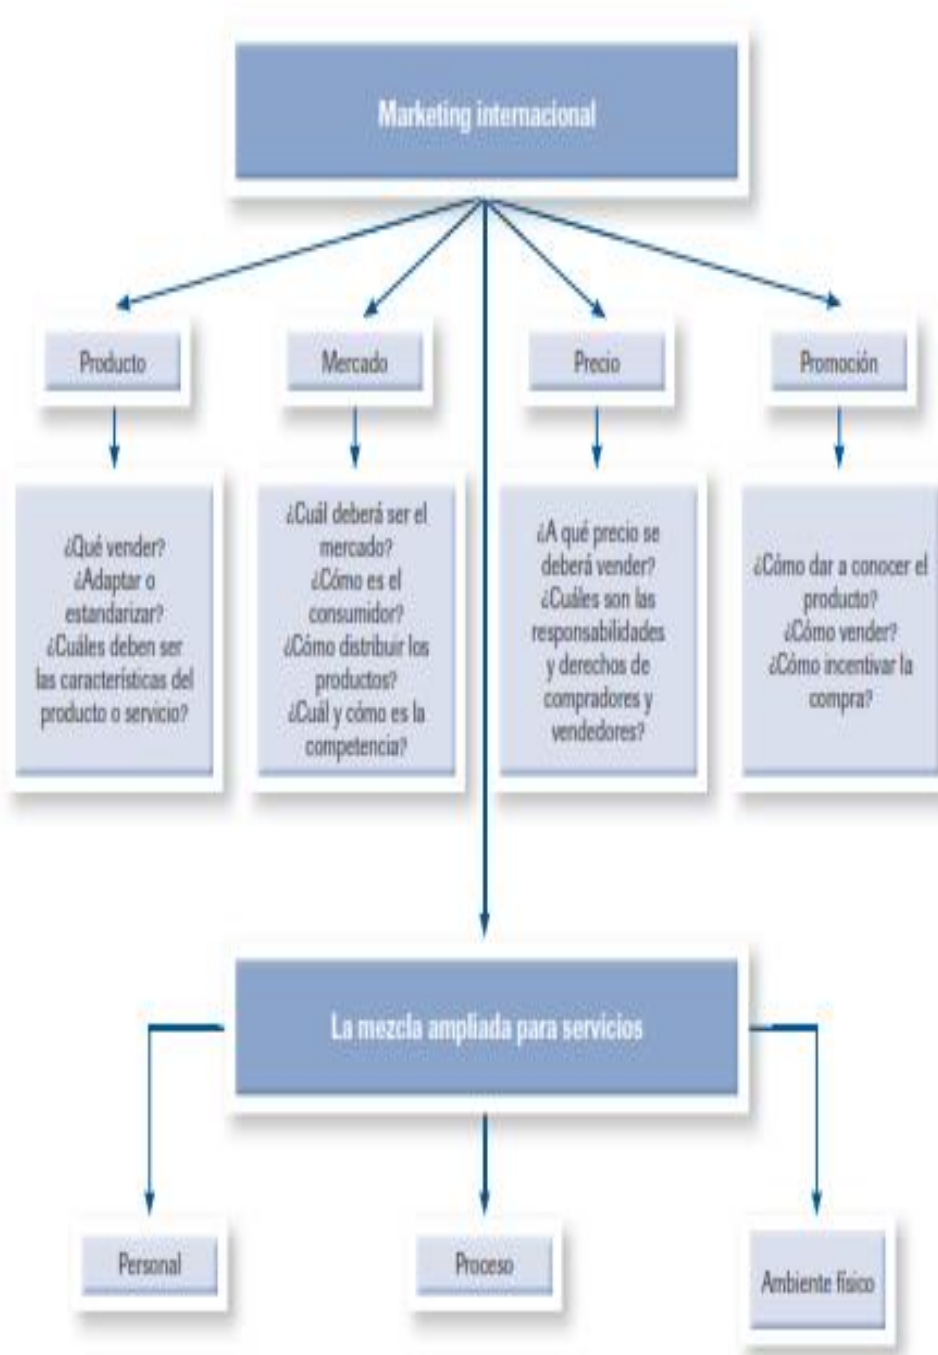 Marketing internacional
Producto
Mercado
Precio
Promoción
¿Qué vender?
¿Adaptar o
estandarizar?
¿Cuáles deben ser
las características del
producto o servicio?
¿Cuál deberá ser el
mercado?
¿Cómo es el
consumidor?
¿Cómo distribuir los
productos?
¿Cuál y cómo es la
competencia?
¿A qué precio se
deberá vender?
¿Cuáles son las
responsabilidades
y derechos de
compradores y
vendedores?
¿Cómo dar a conocer el
producto?
¿Cómo vender?
¿Cómo incentivar la
compra?
La mezcla ampliada para servicios
Personal
Proceso
Ambiente físico